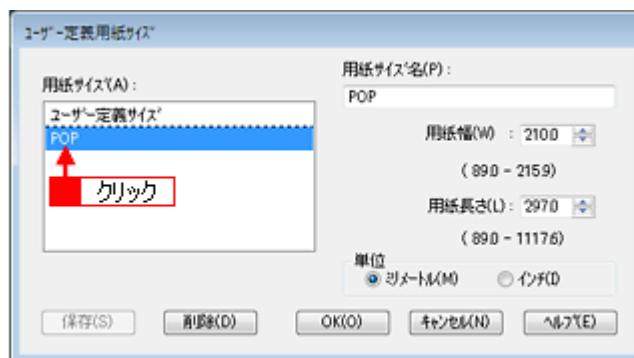 ユーザー定義用紙サイズ
用紙サイズ(A):
ユーザー定義サイズ
POP
クリック
用紙サイズ名(P):
POP
用紙幅(W) : 210.0
( 89.0 - 215.9)
用紙長さ(L): 297.0
( 89.0 - 1117.6)
単位
ミリメートル(M) インチ(I)
保存(S) 削除(D) OK(O) キャンセル(N) ヘルプ(E)